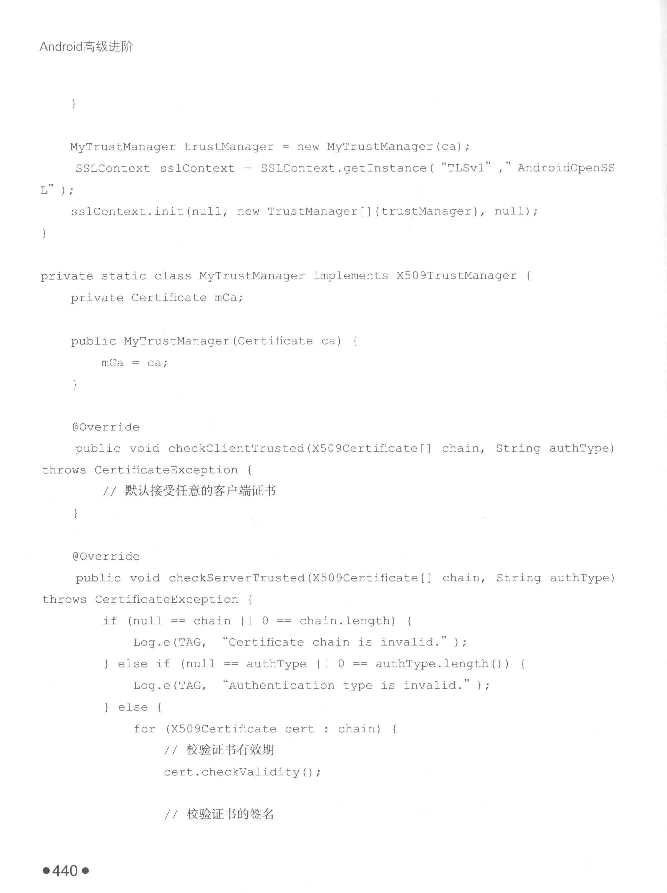 Android高级进阶
}
MyTrustManager trustManager = new MyTrustManager(ca);
SSLContext sslContext = SSLContext.getInstance( “TLSv1” ,” AndroidOpenSS
L” );
sslContext.init(null, new TrustManager[]{trustManager}, null);
}
private static class MyTrustManager implements X509TrustManager {
private Certificate mCa;
public MyTrustManager(Certificate ca) {
mCa = ca;
}
@Override
public void checkClientTrusted(X509Certificate[] chain, String authType)
throws CertificateException {
// 默认接受任意的客户端证书
}
@Override
public void checkServerTrusted(X509Certificate[] chain, String authType)
throws CertificateException {
if (null == chain || 0 == chain.length) {
Log.e(TAG, “Certificate chain is invalid.” );
} else if (null == authType || 0 == authType.length()) {
Log.e(TAG, “Authentication type is invalid.” );
} else {
for (X509Certificate cert : chain) {
// 校验证书有效期
cert.checkValidity();
// 校验证书的签名
●440●